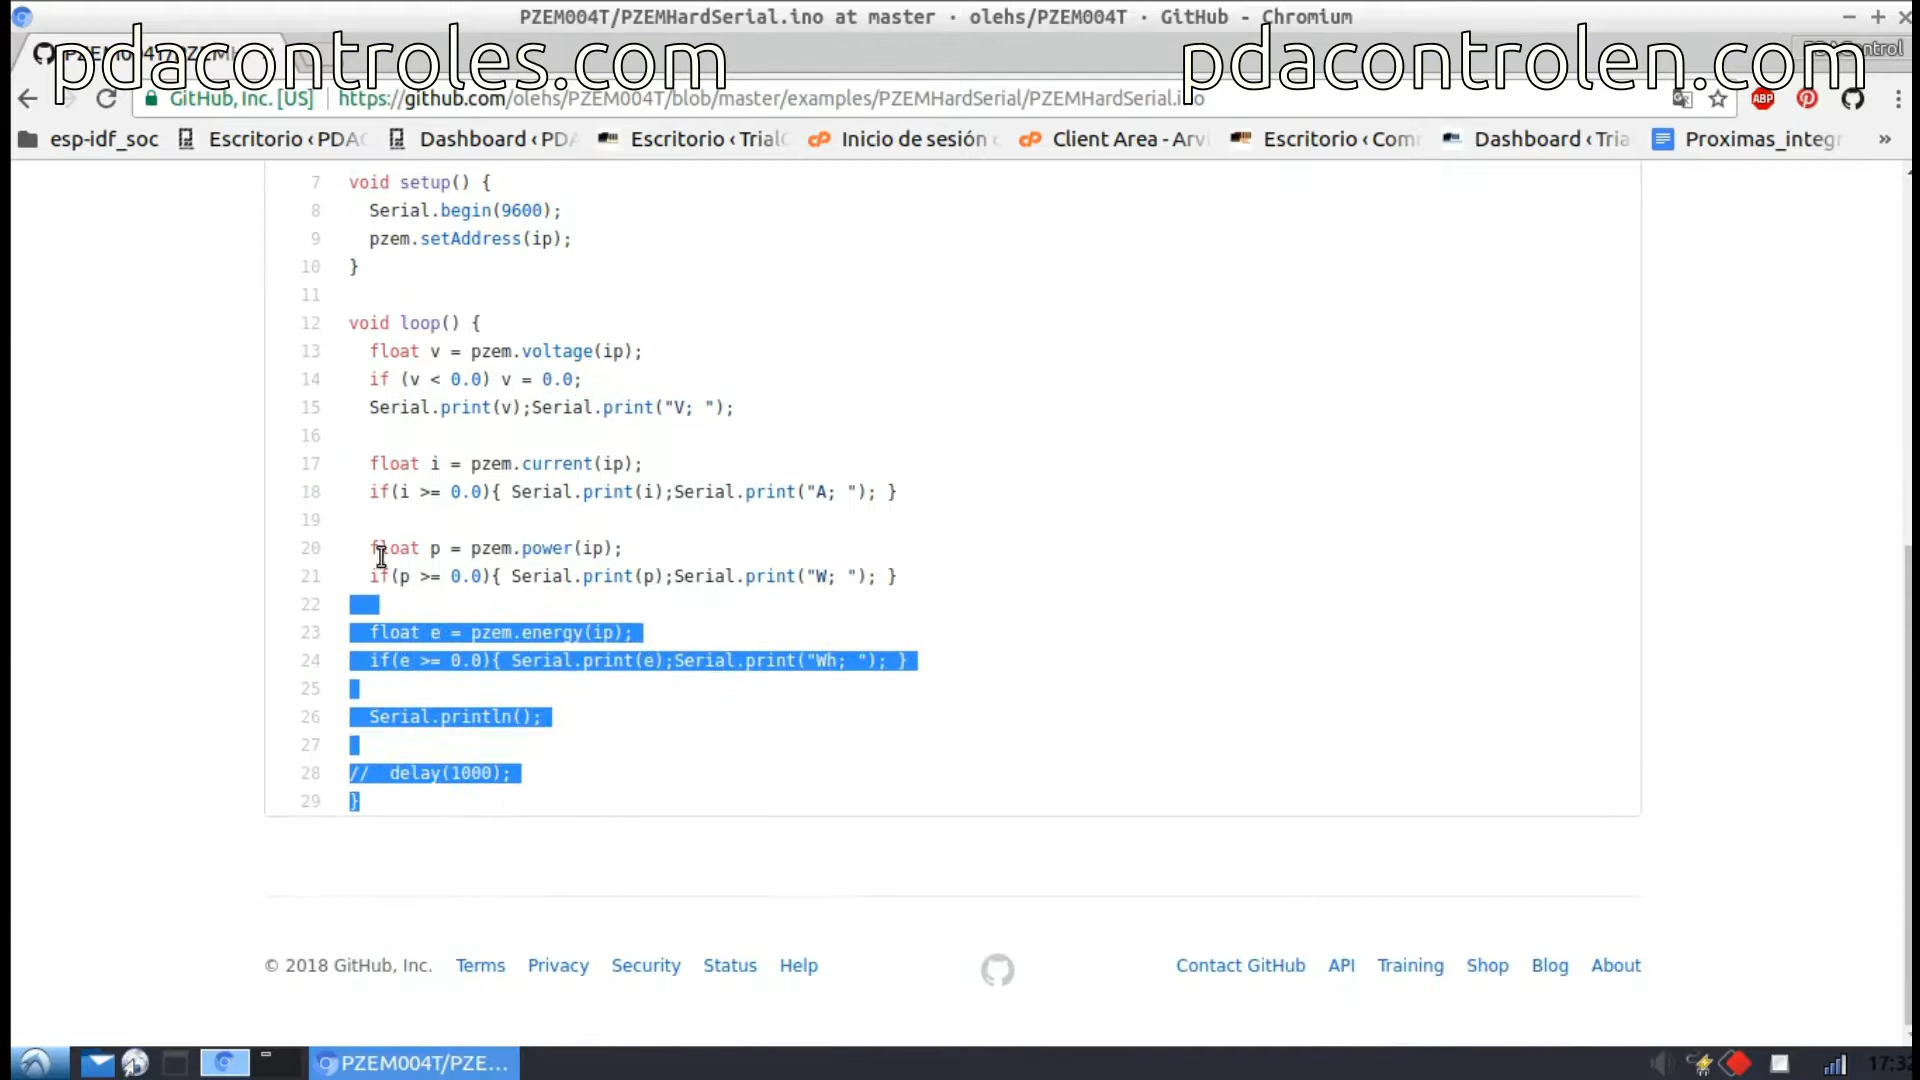 PZEM004T/PZEMHardSerial.ino at master · olehs/PZEM004T · GitHub - Chromium
pdacontroles.com
pdacontrolen.com
GitHub, Inc. [US]
https://github.com/olehs/PZEM004T/blob/master/examples/PZEMHardSerial/PZEMHardSerial.ino
ABP
esp-idf_soc
Escritorio ‹ PDAC
Dashboard ‹ PDA
Escritorio ‹ TrialC
Inicio de sesión
Client Area - Arv
Escritorio ‹ Com
Dashboard ‹ Tria
Proximas_integr
»
7 void setup() {
8 Serial.begin(9600);
9 pzem.setAddress(ip);
10 }
11
12 void loop() {
13 float v = pzem.voltage(ip);
14 if (v < 0.0) v = 0.0;
15 Serial.print(v);Serial.print("V; ");
16
17 float i = pzem.current(ip);
18 if(i >= 0.0){ Serial.print(i);Serial.print("A; "); }
19
20 float p = pzem.power(ip);
21 if(p >= 0.0){ Serial.print(p);Serial.print("W; "); }
22
23 float e = pzem.energy(ip);
24 if(e >= 0.0){ Serial.print(e);Serial.print("Wh; "); }
25
26 Serial.println();
27
28 // delay(1000);
29 }
© 2018 GitHub, Inc. Terms Privacy Security Status Help
Contact GitHub API Training Shop Blog About
PZEM004T/PZE...
17:32